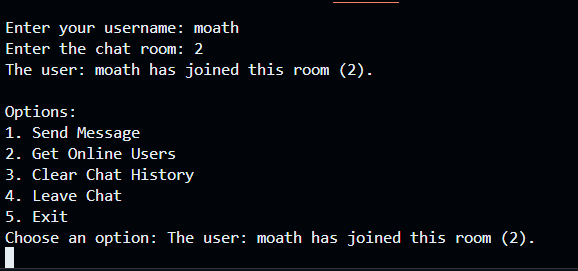 Enter your username: moath
Enter the chat room: 2
The user: moath has joined this room (2).
Options:
1. Send Message
2. Get Online Users
3. Clear Chat History
4. Leave Chat
5. Exit
Choose an option: The user: moath has joined this room (2).